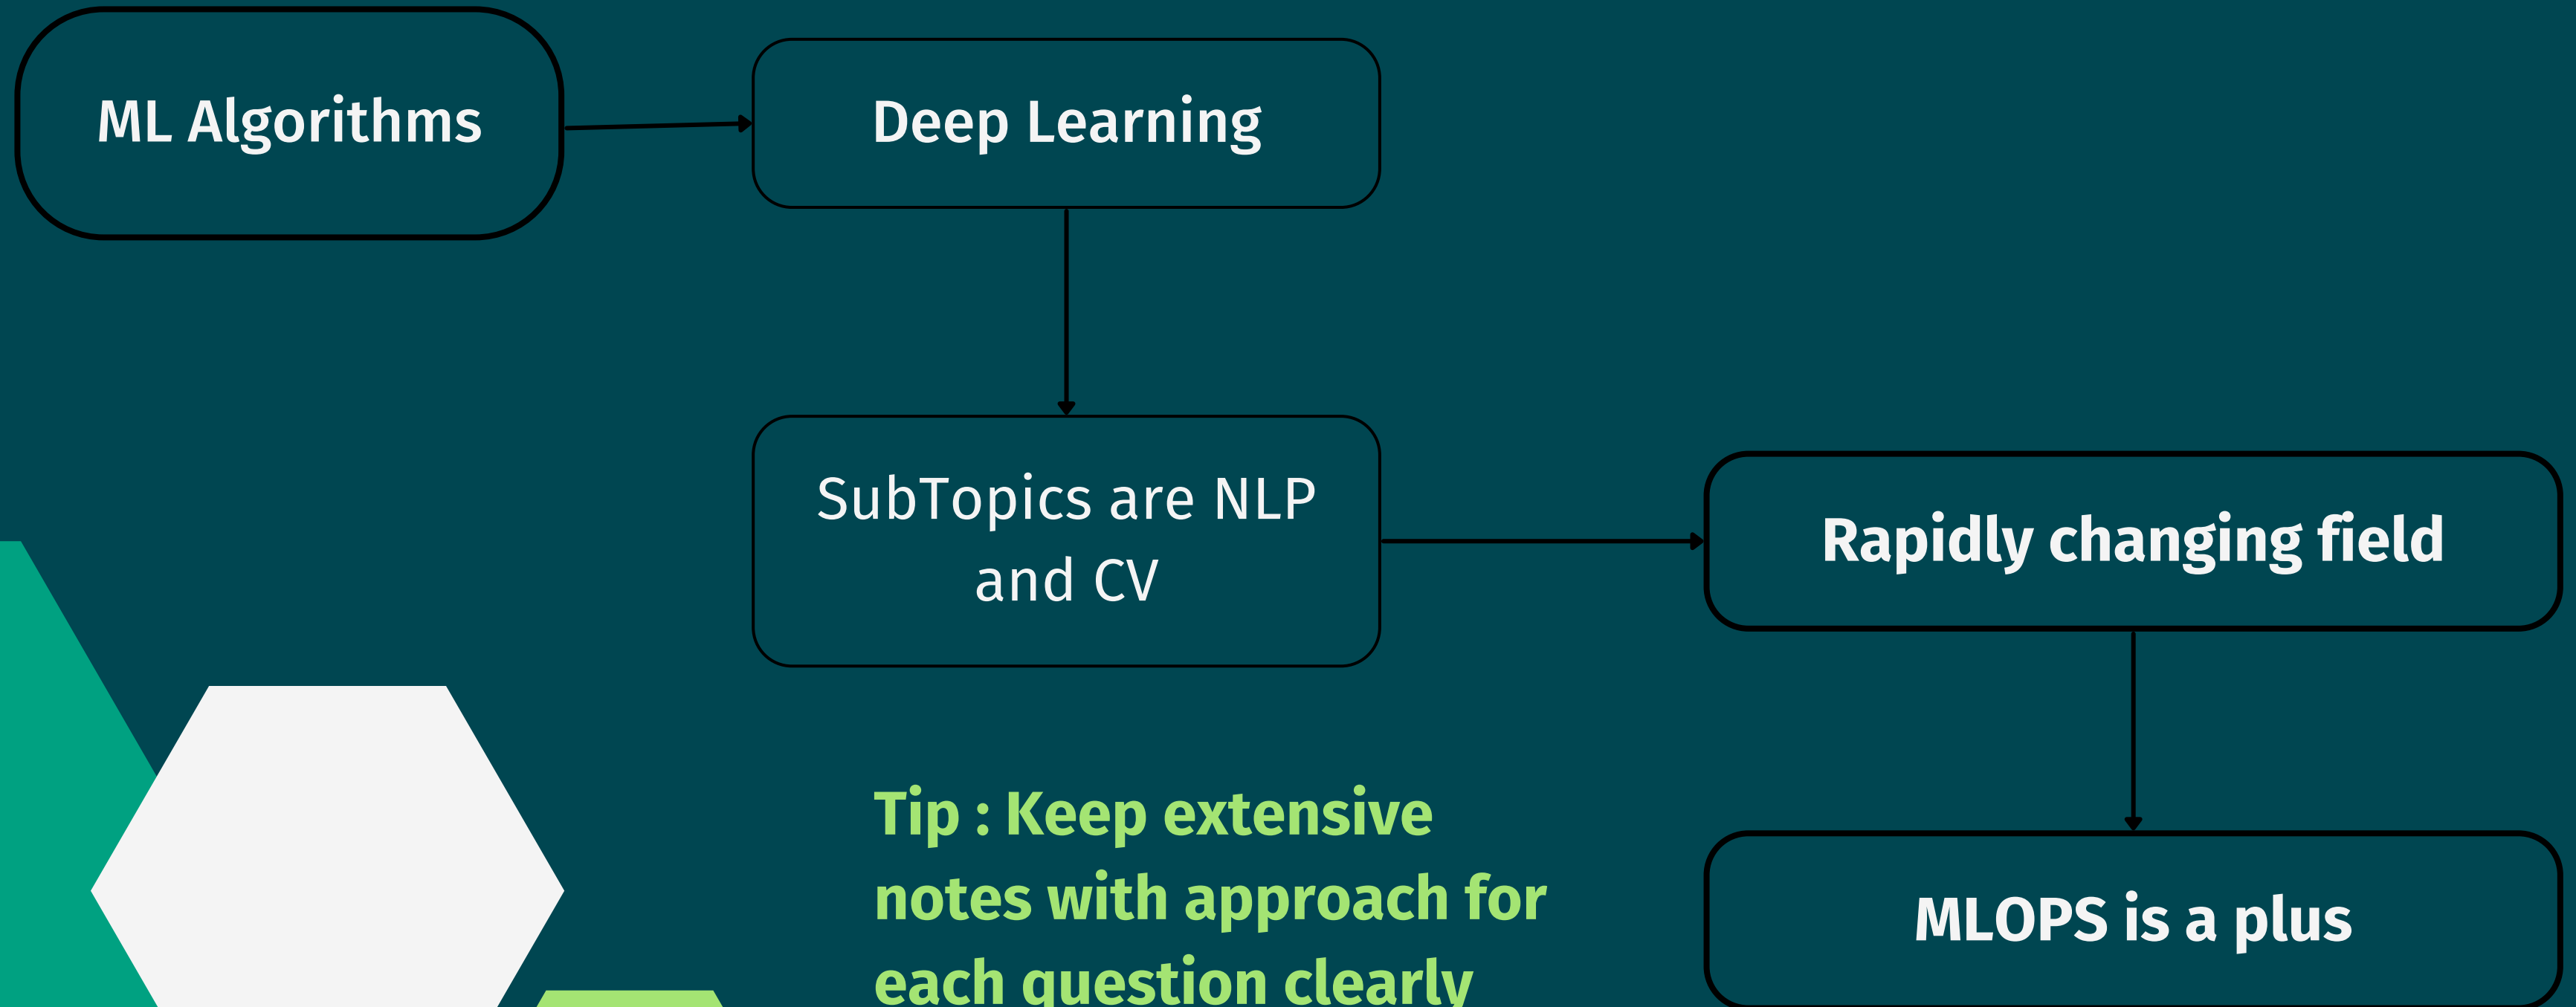 ML Algorithms
Deep Learning
SubTopics are NLP
and CV
Rapidly changing field
MLOPS is a plus
Tip : Keep extensive
notes with approach for
each question clearly